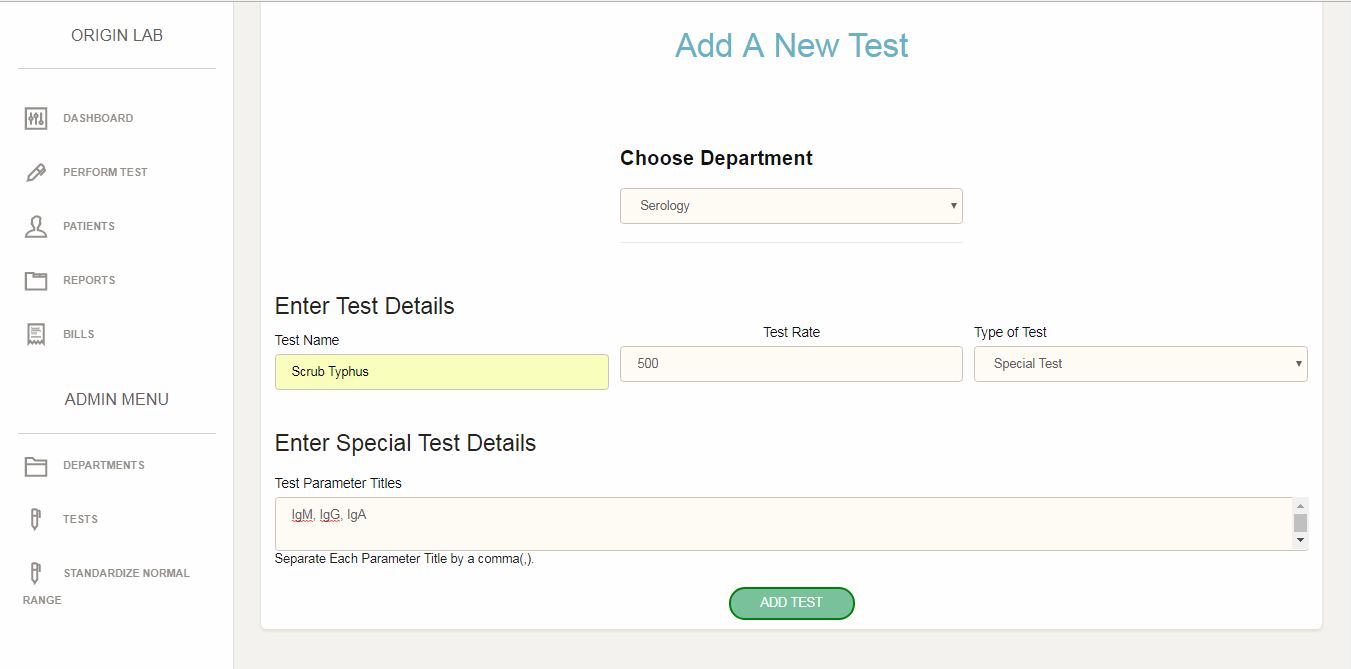 ORIGIN LAB
DASHBOARD
PERFORM TEST
PATIENTS
REPORTS
BILLS
ADMIN MENU
DEPARTMENTS
TESTS
STANDARDIZE NORMAL
RANGE
Add A New Test
Choose Department
Serology
Enter Test Details
Test Name
Test Rate
Type of Test
Scrub Typhus
500
Special Test
Enter Special Test Details
Test Parameter Titles
IgM, IgG, IgA
Separate Each Parameter Title by a comma(,).
ADD TEST